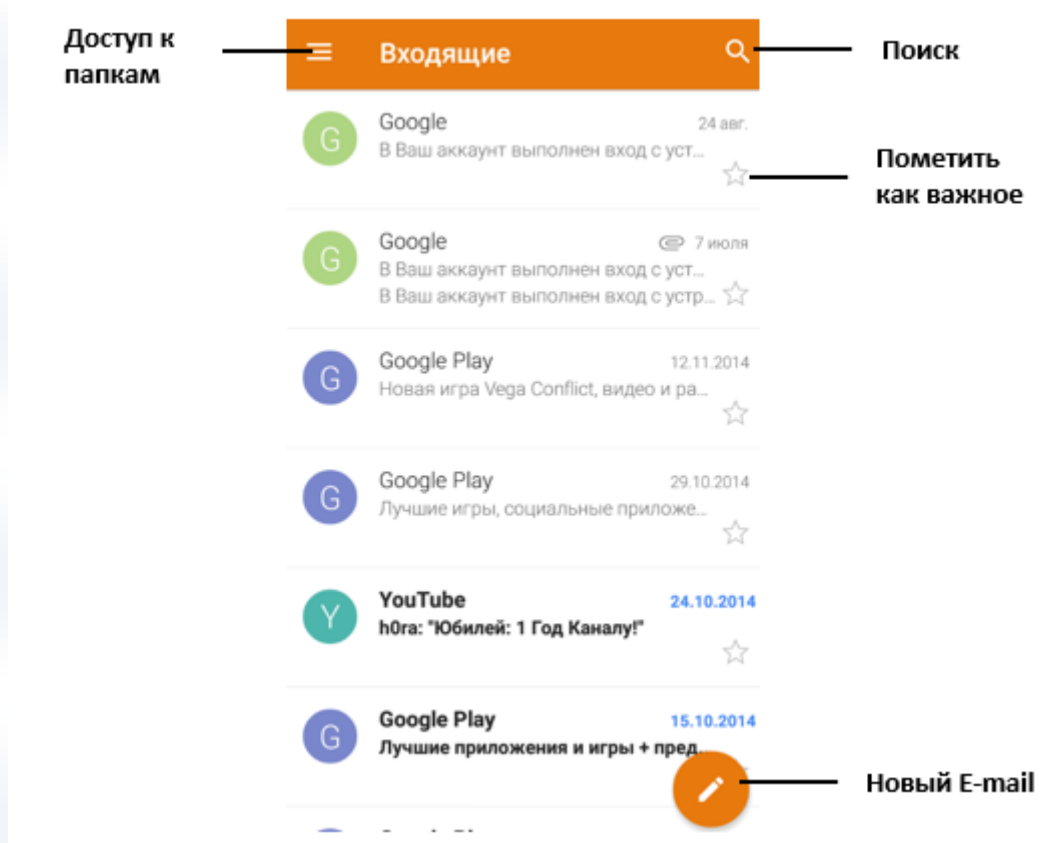 Доступ к
папкам
Входящие
Поиск
G
Google
24 авг.
В Ваш аккаунт выполнен вход с уст...
Пометить
как важное
G
Google
7 июля
В Ваш аккаунт выполнен вход с уст...
В Ваш аккаунт выполнен вход с устр...
G
Google Play
12.11.2014
Новая игра Vega Conflict, видео и ра...
G
Google Play
29.10.2014
Лучшие игры, социальные приложе...
Y
YouTube
24.10.2014
h0ra: "Юбилей: 1 Год Каналу!"
G
Google Play
15.10.2014
Лучшие приложения и игры + пред...
Новый E-mail